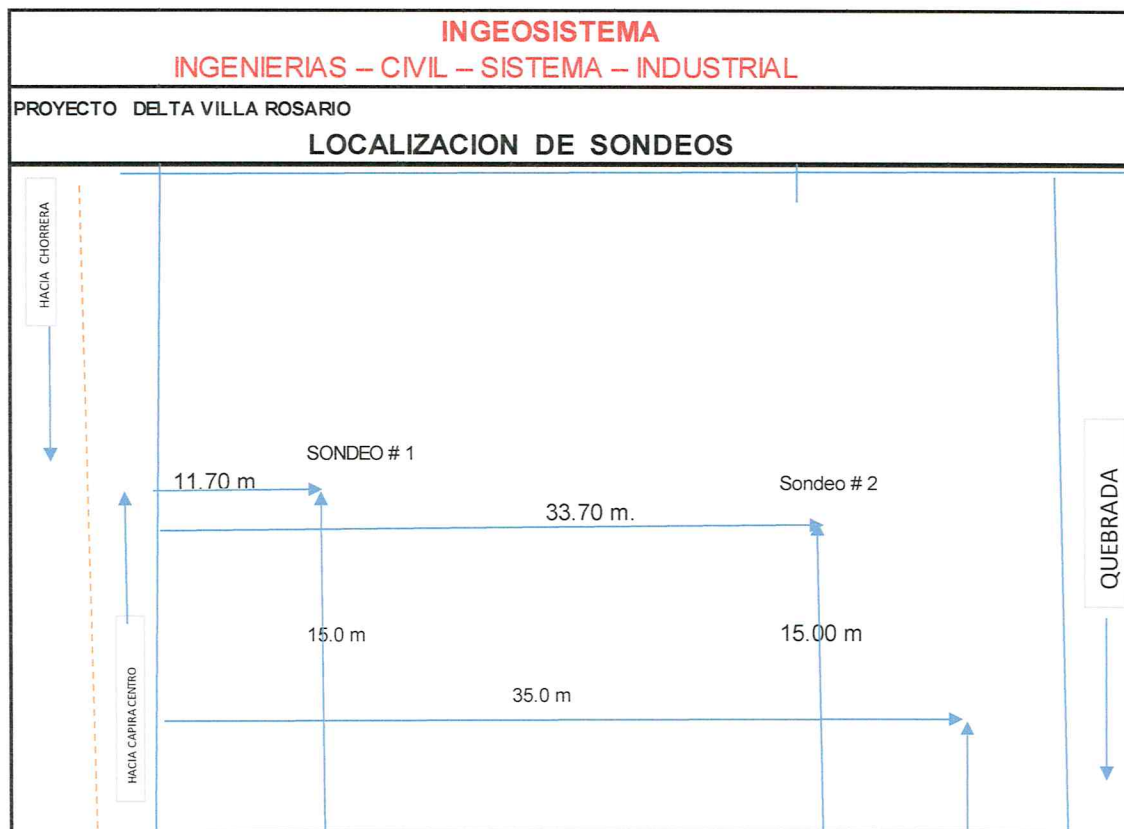 INGEOSISTEMA
INGENIERIAS – CIVIL – SISTEMA – INDUSTRIAL
PROYECTO DELTA VILLA ROSARIO
LOCALIZACION DE SONDEOS
HACIA CHORRERA
SONDEO # 1
11.70 m
Sondeo # 2
33.70 m.
QUEBRADA
15.0 m
15.00 m
HACIA CAPIRA CENTRO
35.0 m